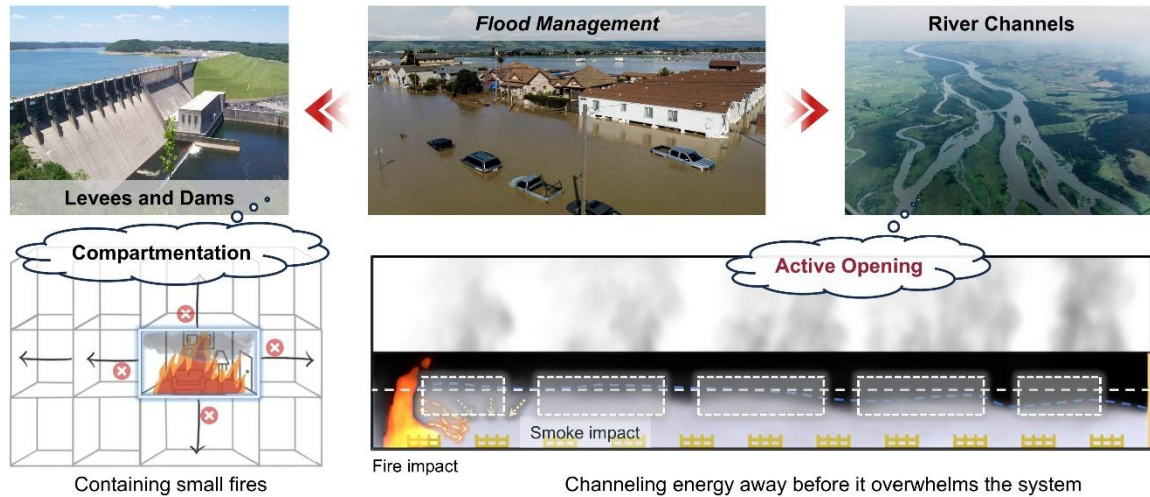 Flood Management
River Channels
Levees and Dams
Compartmentation
Active Opening
Smoke impact
Fire impact
Containing small fires
Channeling energy away before it overwhelms the system